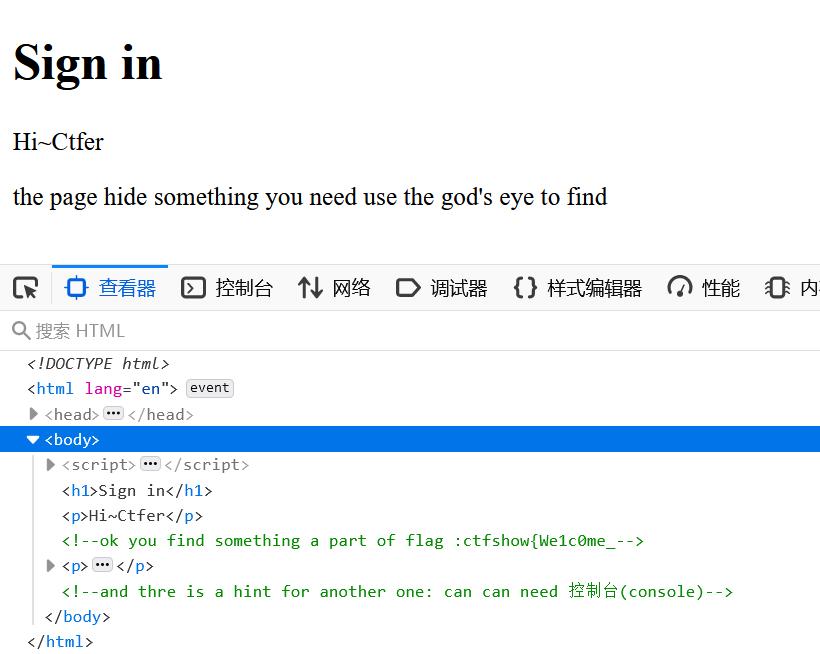 Sign in
Hi~Ctfer
the page hide something you need use the god's eye to find
查看器 控制台 网络 调试器 {} 样式编辑器 性能 内
搜索 HTML
<!DOCTYPE html>
<html lang="en"> event
<head> ••• </head>
<body>
<script> ••• </script>
<h1>Sign in</h1>
<p>Hi~Ctfer</p>
<!--ok you find something a part of flag :ctfshow{We1c0me_-->
<p> ••• </p>
<!--and thre is a hint for another one: can can need 控制台(console)-->
</body>
</html>